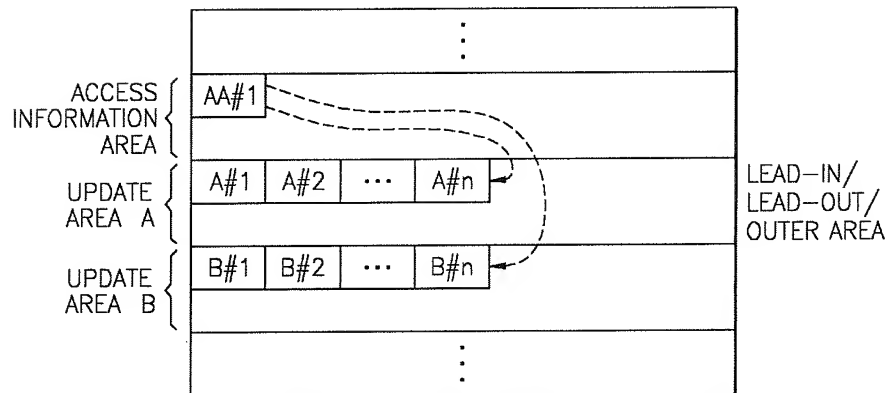 ⋮
ACCESS
INFORMATION
AREA
AA#1
UPDATE
AREA A
A#1 A#2 ··· A#n
LEAD-IN/
LEAD-OUT/
OUTER AREA
UPDATE
AREA B
B#1 B#2 ··· B#n
⋮